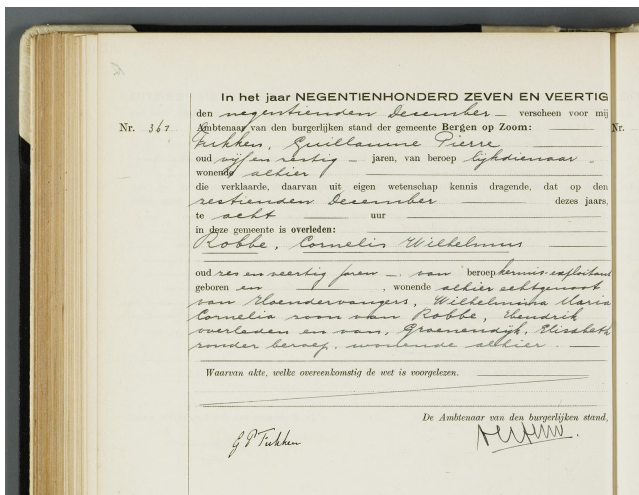 In het jaar NEGENTIENHONDERD ZEVEN EN VEERTIG
den negentienden December — verscheen voor mij
Nr. 367 Ambtenaar van den burgerlijken stand der gemeente Bergen op Zoom: Nr.
Tukken, Guillaume Pierre
oud vijf en zestig — jaren, van beroep lijkdienaar
wonende alhier
die verklaarde, daarvan uit eigen wetenschap kennis dragende, dat op den
zestienden December dezes jaars,
te acht uur
in deze gemeente is overleden:
Robbe, Cornelis Wilhelmus
oud zes en veertig jaren — van beroep kermis-exploitant
geboren en , wonende alhier echtgenoot
van Hoendervangers, Wilhelmina Maria
Cornelia zoon van Robbe, Hendrik
overleden en van, Groenendijk, Elisabeth
zonder beroep, wonende alhier.
Waarvan akte, welke overeenkomstig de wet is voorgelezen.
De Ambtenaar van den burgerlijken stand,
G P Tukken